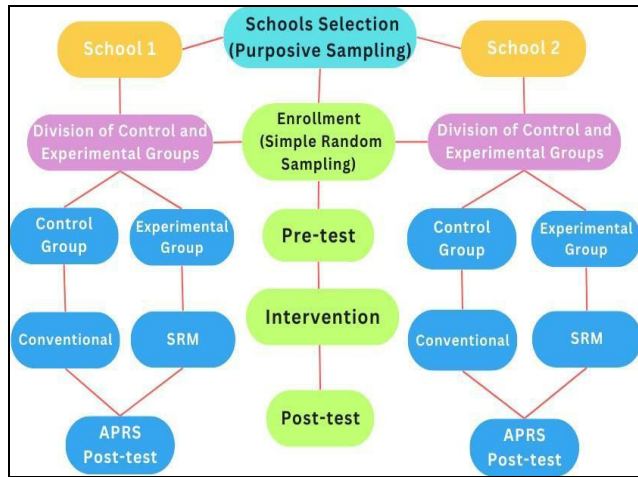 Schools Selection
(Purposive Sampling)
School 1
School 2
Division of Control and
Experimental Groups
Enrollment
(Simple Random
Sampling)
Division of Control and
Experimental Groups
Control
Group
Experimental
Group
Pre-test
Control
Group
Experimental
Group
Conventional
SRM
Intervention
Conventional
SRM
APRS
Post-test
Post-test
APRS
Post-test